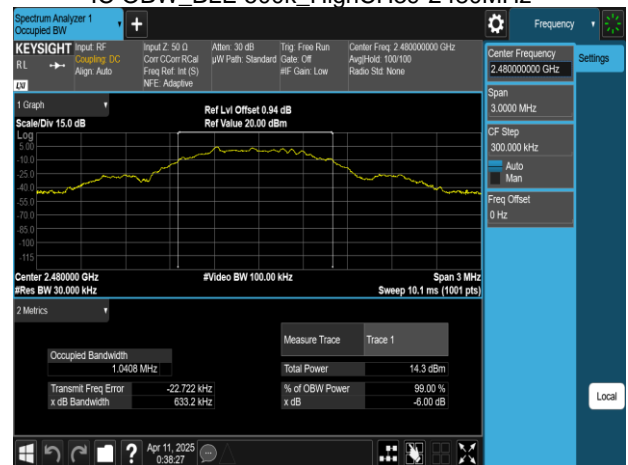 Spectrum Analyzer 1
Occupied BW
Frequency
KEYSIGHT
RL
LXI
Input: RF
Coupling: DC
Align: Auto
Input Z: 50 Ω
Corr CCorr RCal
Freq Ref: Int (S)
NFE: Adaptive
Atten: 30 dB
µW Path: Standard
Trig: Free Run
Gate: Off
#IF Gain: Low
Center Freq: 2.480000000 GHz
Avg|Hold: 100/100
Radio Std: None
Center Frequency
2.480000000 GHz
Settings
Span
3.0000 MHz
CF Step
300.000 kHz
Auto
Man
Freq Offset
0 Hz
1 Graph
Scale/Div 15.0 dB
Ref Lvl Offset 0.94 dB
Ref Value 20.00 dBm
Log
5.00
-10.0
-25.0
-40.0
-55.0
-70.0
-85.0
-100
-115
Center 2.480000 GHz
#Video BW 100.00 kHz
Span 3 MHz
#Res BW 30.000 kHz
Sweep 10.1 ms (1001 pts)
2 Metrics
Measure Trace
Trace 1
Occupied Bandwidth
1.0408 MHz
Total Power
14.3 dBm
Transmit Freq Error
-22.722 kHz
% of OBW Power
99.00 %
x dB Bandwidth
633.2 kHz
x dB
-6.00 dB
Local
Apr 11, 2025
0:38:27